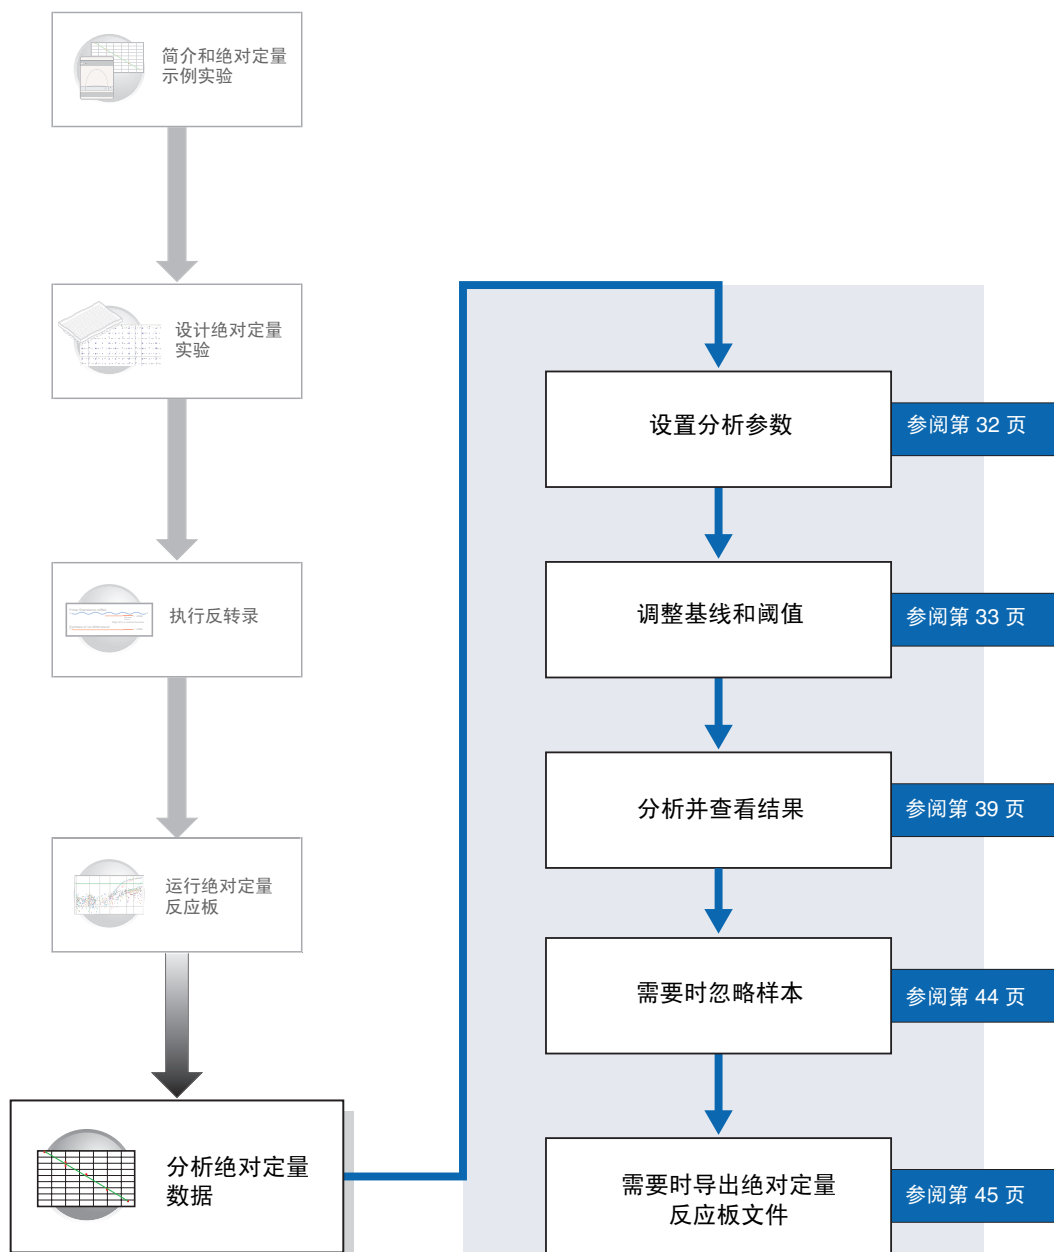 简介和绝对定量
示例实验
设计绝对定量
实验
执行反转录
运行绝对定量
反应板
分析绝对定量
数据
设置分析参数
参阅第 32 页
调整基线和阈值
参阅第 33 页
分析并查看结果
参阅第 39 页
需要时忽略样本
参阅第 44 页
需要时导出绝对定量
反应板文件
参阅第 45 页